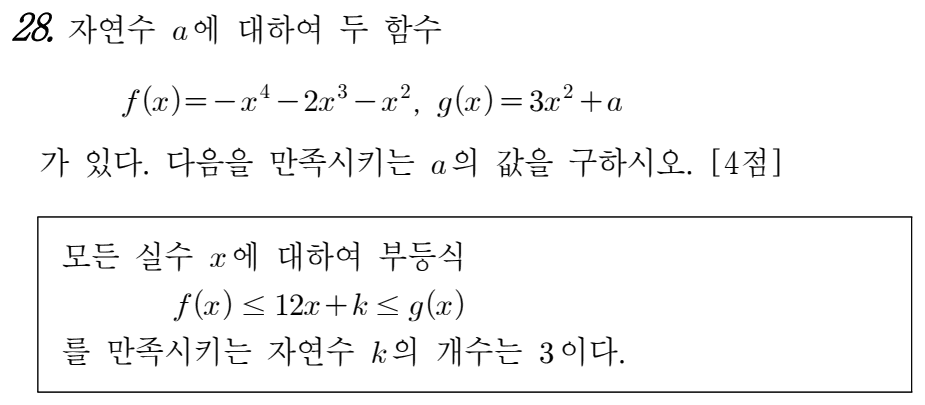 28. 자연수 a에 대하여 두 함수
f(x)=-x⁴-2x³-x², g(x)=3x²+a
가 있다. 다음을 만족시키는 a의 값을 구하시오. [4점]
모든 실수 x에 대하여 부등식
f(x)≤12x+k≤g(x)
를 만족시키는 자연수 k의 개수는 3이다.